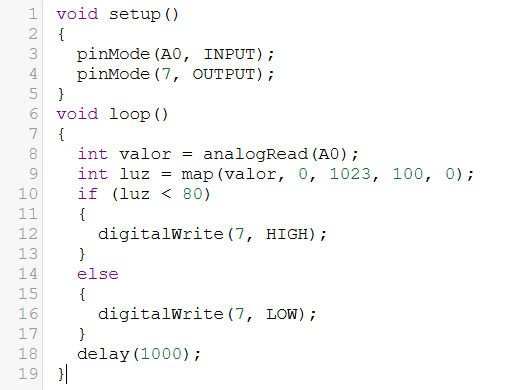 1 void setup()
2 {
3   pinMode(A0, INPUT);
4   pinMode(7, OUTPUT);
5 }
6 void loop()
7 {
8   int valor = analogRead(A0);
9   int luz = map(valor, 0, 1023, 100, 0);
10   if (luz < 80)
11   {
12     digitalWrite(7, HIGH);
13   }
14   else
15   {
16     digitalWrite(7, LOW);
17   }
18   delay(1000);
19 }